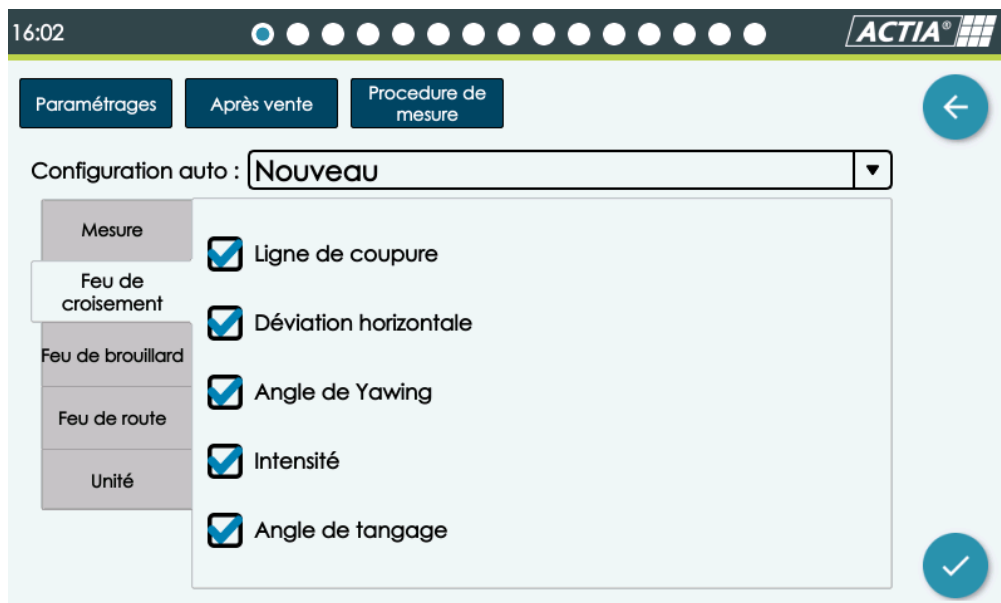 16:02
ACTIA®
Paramétrages
Après vente
Procedure de
mesure
Configuration auto : Nouveau
Mesure
Feu de
croisement
Feu de brouillard
Feu de route
Unité
Ligne de coupure
Déviation horizontale
Angle de Yawing
Intensité
Angle de tangage